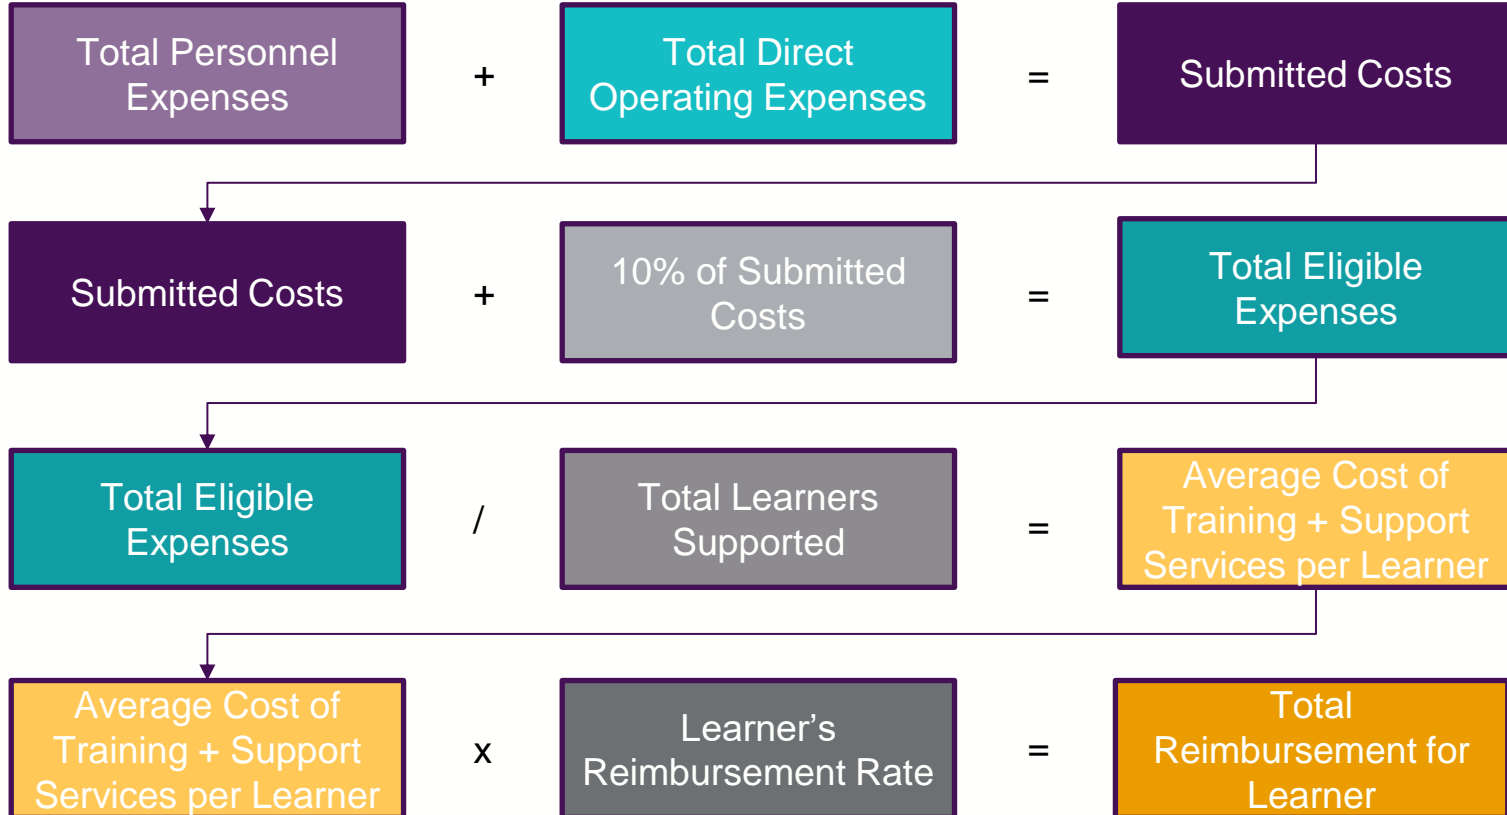 Total Personnel
Expenses
+
Total Direct
Operating Expenses
=
Submitted Costs
Submitted Costs
+
10% of Submitted
Costs
=
Total Eligible
Expenses
Total Eligible
Expenses
/
Total Learners
Supported
=
Average Cost of
Training + Support
Services per Learner
Average Cost of
Training + Support
Services per Learner
x
Learner’s
Reimbursement Rate
=
Total
Reimbursement for
Learner